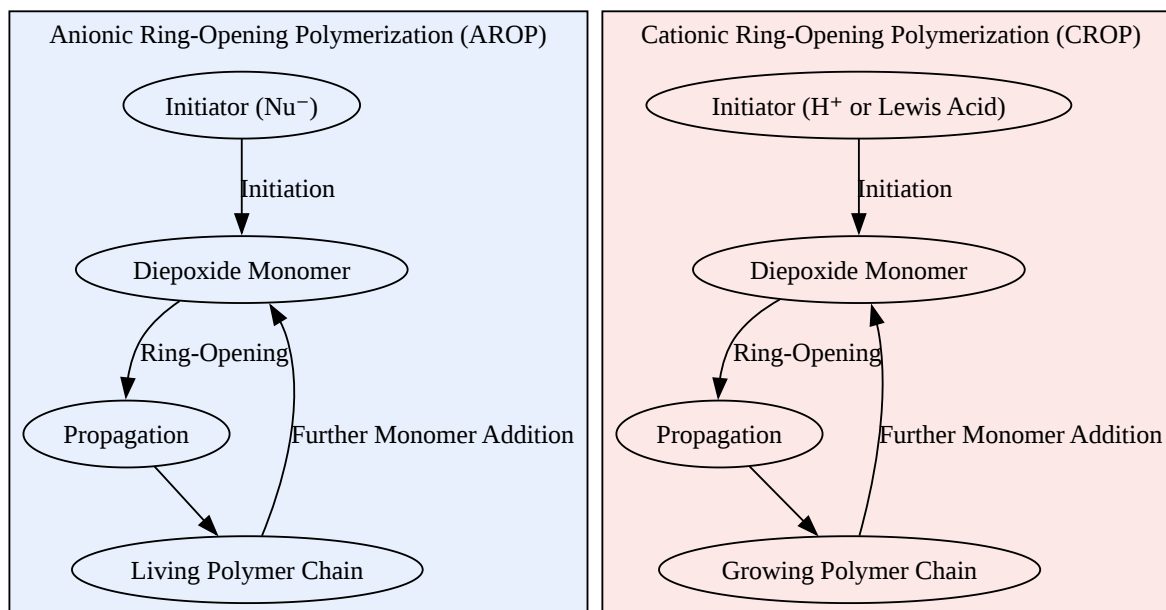 Anionic Ring-Opening Polymerization (AROP)
Initiator (Nu⁻)
Initiation
Diepoxide Monomer
Ring-Opening
Propagation
Further Monomer Addition
Living Polymer Chain
Cationic Ring-Opening Polymerization (CROP)
Initiator (H⁺ or Lewis Acid)
Initiation
Diepoxide Monomer
Ring-Opening
Propagation
Further Monomer Addition
Growing Polymer Chain